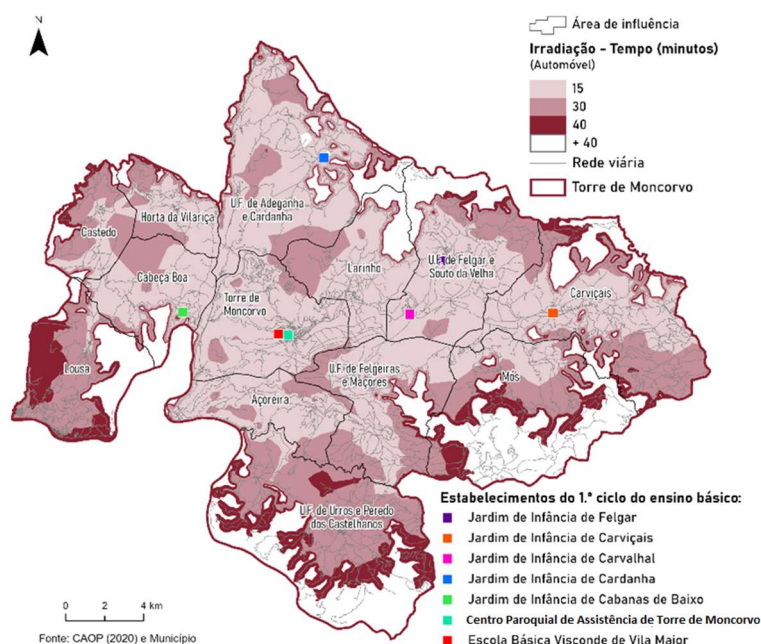 N
Área de influência
Irradiação - Tempo (minutos)
(Automóvel)
15
30
40
+ 40
Rede viária
Torre de Moncorvo
U.F. de Adeganha
e Cardanha
Horta da Vilariça
Castedo
Cabeça Boa
Larinho
U.F. de Felgar e
Souto da Velha
Carviçais
Torre de
Moncorvo
Lousa
U.F. de Felgueiras
e Maçores
Mós
Açoreira
U.F. de Urros e Peredo
dos Castelhanos
Estabelecimentos do 1.º ciclo do ensino básico:
Jardim de Infância de Felgar
Jardim de Infância de Carviçais
Jardim de Infância de Carvalhal
Jardim de Infância de Cardanha
Jardim de Infância de Cabanas de Baixo
Centro Paroquial de Assistência de Torre de Moncorvo
Escola Básica Visconde de Vila Maior
0 2 4 km
Fonte: CAOP (2020) e Município